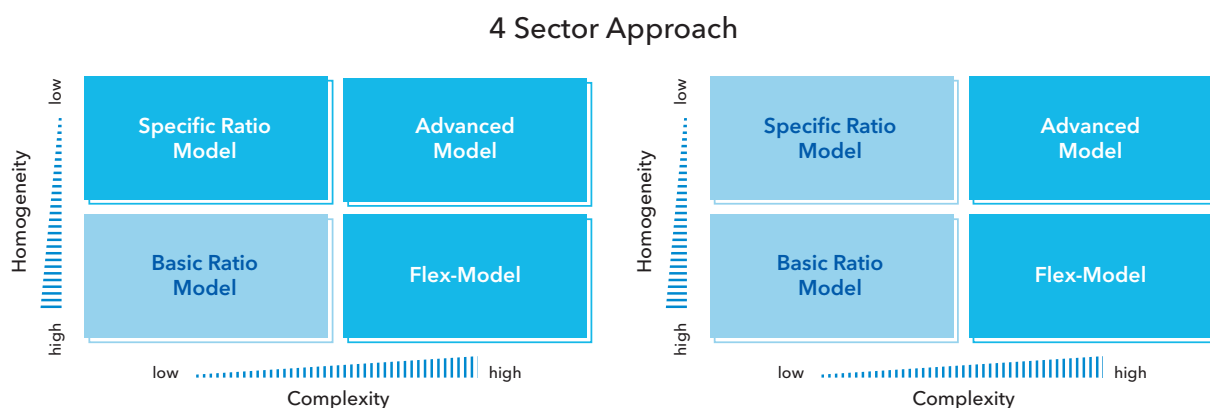 4 Sector Approach
low
Homogeneity
high
Specific Ratio
Model
Advanced
Model
Basic Ratio
Model
Flex-Model
low
high
Complexity
low
Homogeneity
high
Specific Ratio
Model
Advanced
Model
Basic Ratio
Model
Flex-Model
low
high
Complexity